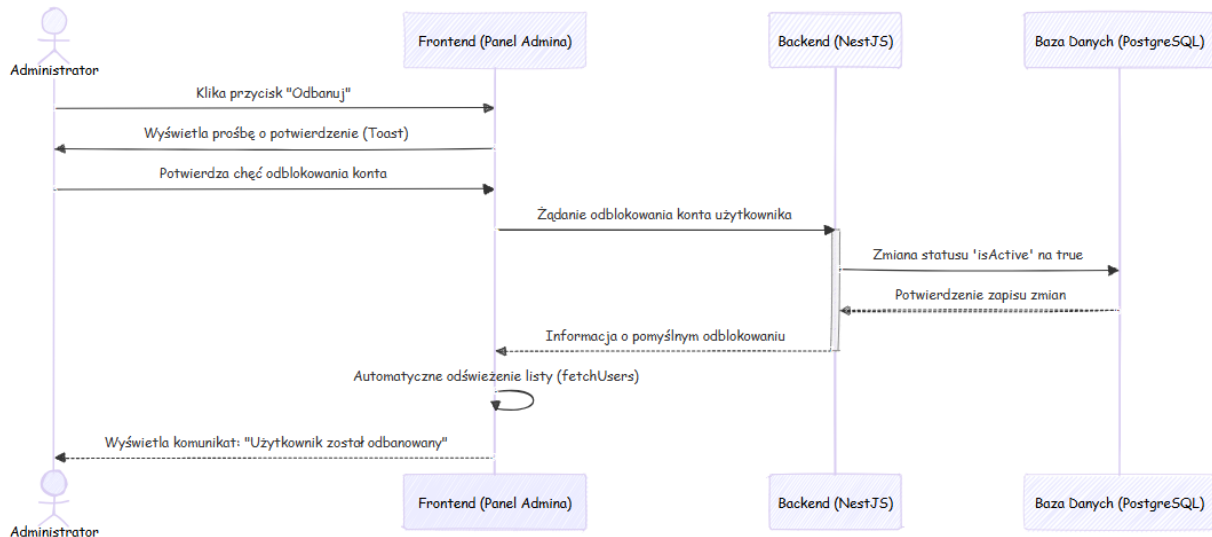 Administrator
Frontend (Panel Admina)
Backend (NestJS)
Baza Danych (PostgreSQL)
Klika przycisk "Odbanuj"
Wyświetla prośbę o potwierdzenie (Toast)
Potwierdza chęć odblokowania konta
Żądanie odblokowania konta użytkownika
Zmiana statusu 'isActive' na true
Potwierdzenie zapisu zmian
Informacja o pomyślnym odblokowaniu
Automatyczne odświeżenie listy (fetchUsers)
Wyświetla komunikat: "Użytkownik został odbanowany"
Administrator
Frontend (Panel Admina)
Backend (NestJS)
Baza Danych (PostgreSQL)